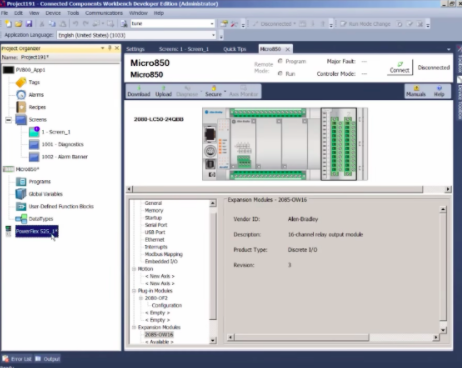 Project191 - Connected Components Workbench Developer Edition (Administrator)
File Edit View Device Tools Communications Window Help
Tune
Disconnected
Run Mode Change
Application Language: English (United States) (1033)
Project Organizer
Name: Project191*
PV800_App1
Tags
Alarms
Recipes
Screens
1 - Screen_1
1001 - Diagnostics
1002 - Alarm Banner
Micro850*
Programs
Global Variables
User Defined Function Blocks
DataTypes
PowerFlex 525_1*
Error List Output
Ready
Settings Screens: 1 - Screen_1 Quick Tips Micro850
Micro850
Micro850
Remote Mode: Program Run
Major Fault: ---
Controller Mode: ---
Connect
Disconnected
Download Upload Diagnose Secure
Manuals Help
2080-LC50-24QBB
General
Memory
Startup
Serial Port
USB Port
Ethernet
Interrupts
Modbus Mapping
Embedded I/O
Motion
< New Axis >
< New Axis >
Plug-in Modules
2080-OF2
Configuration
< Empty >
< Empty >
Expansion Modules
2085-OW16
< Available >
Expansion Modules - 2085-OW16
Vendor ID: Allen-Bradley
Description: 16-channel relay output module
Product Type: Discrete I/O
Revision: 3